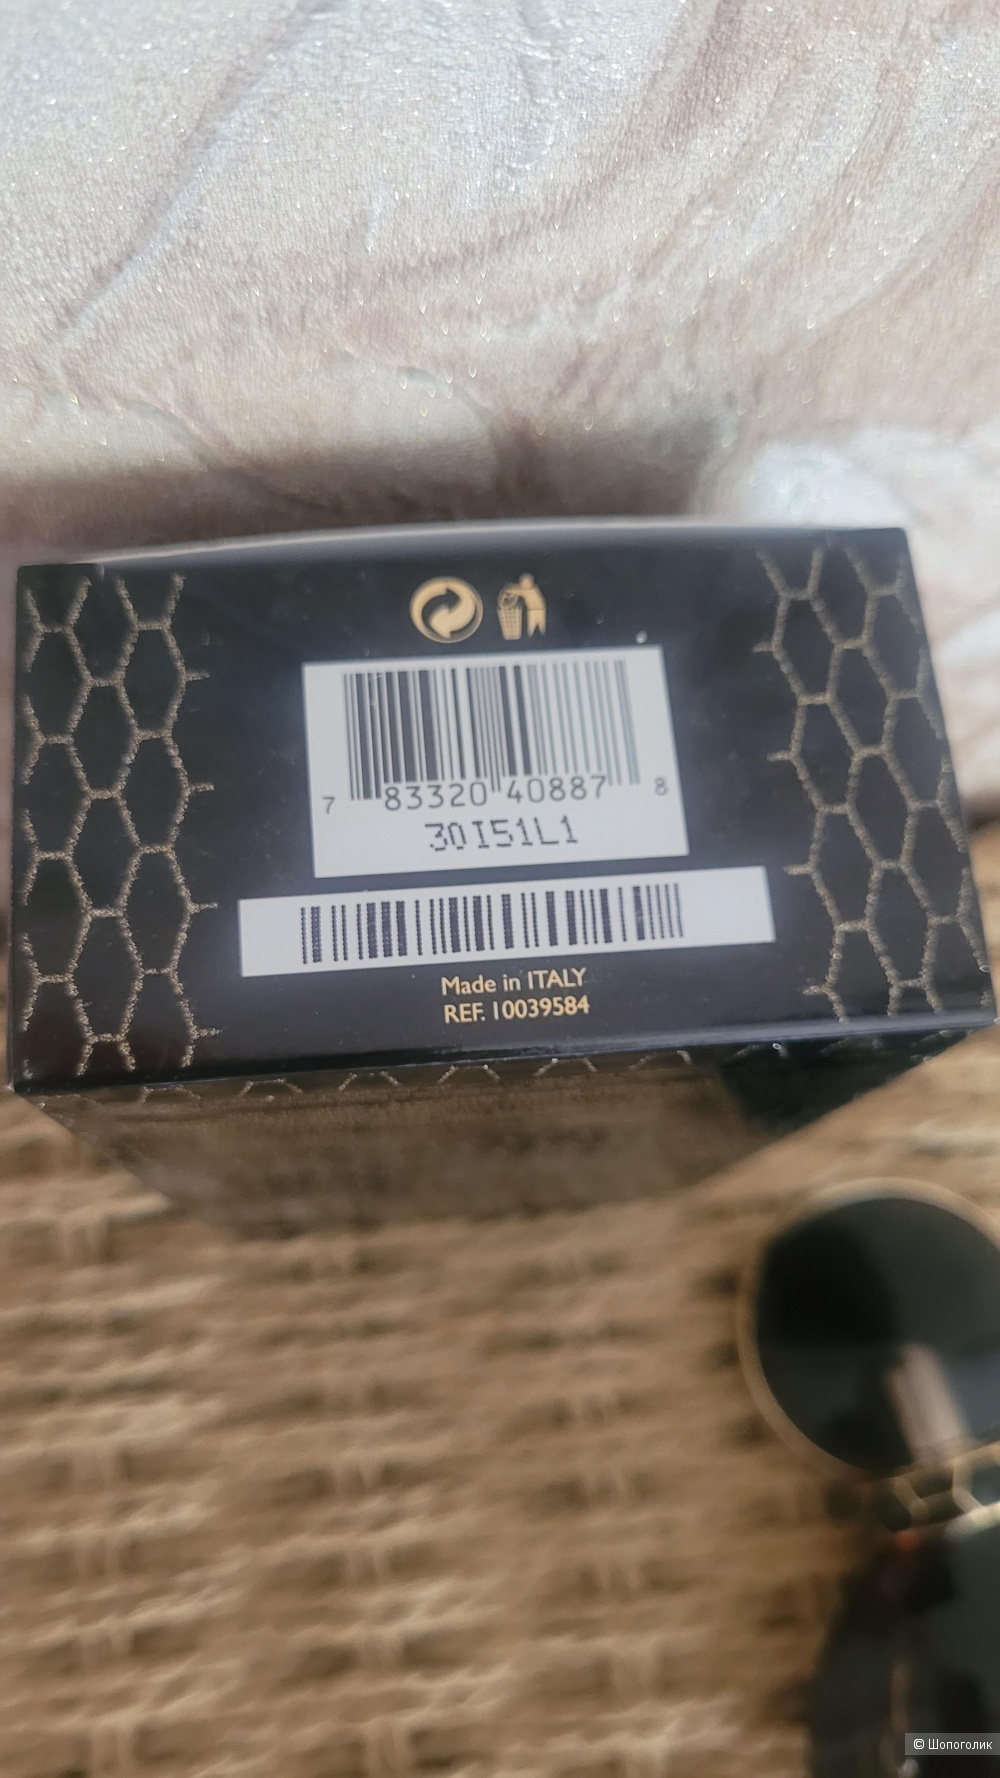 7 83320 40887 8
30I51L1
Made in ITALY
REF. 10039584
© Шопоголик